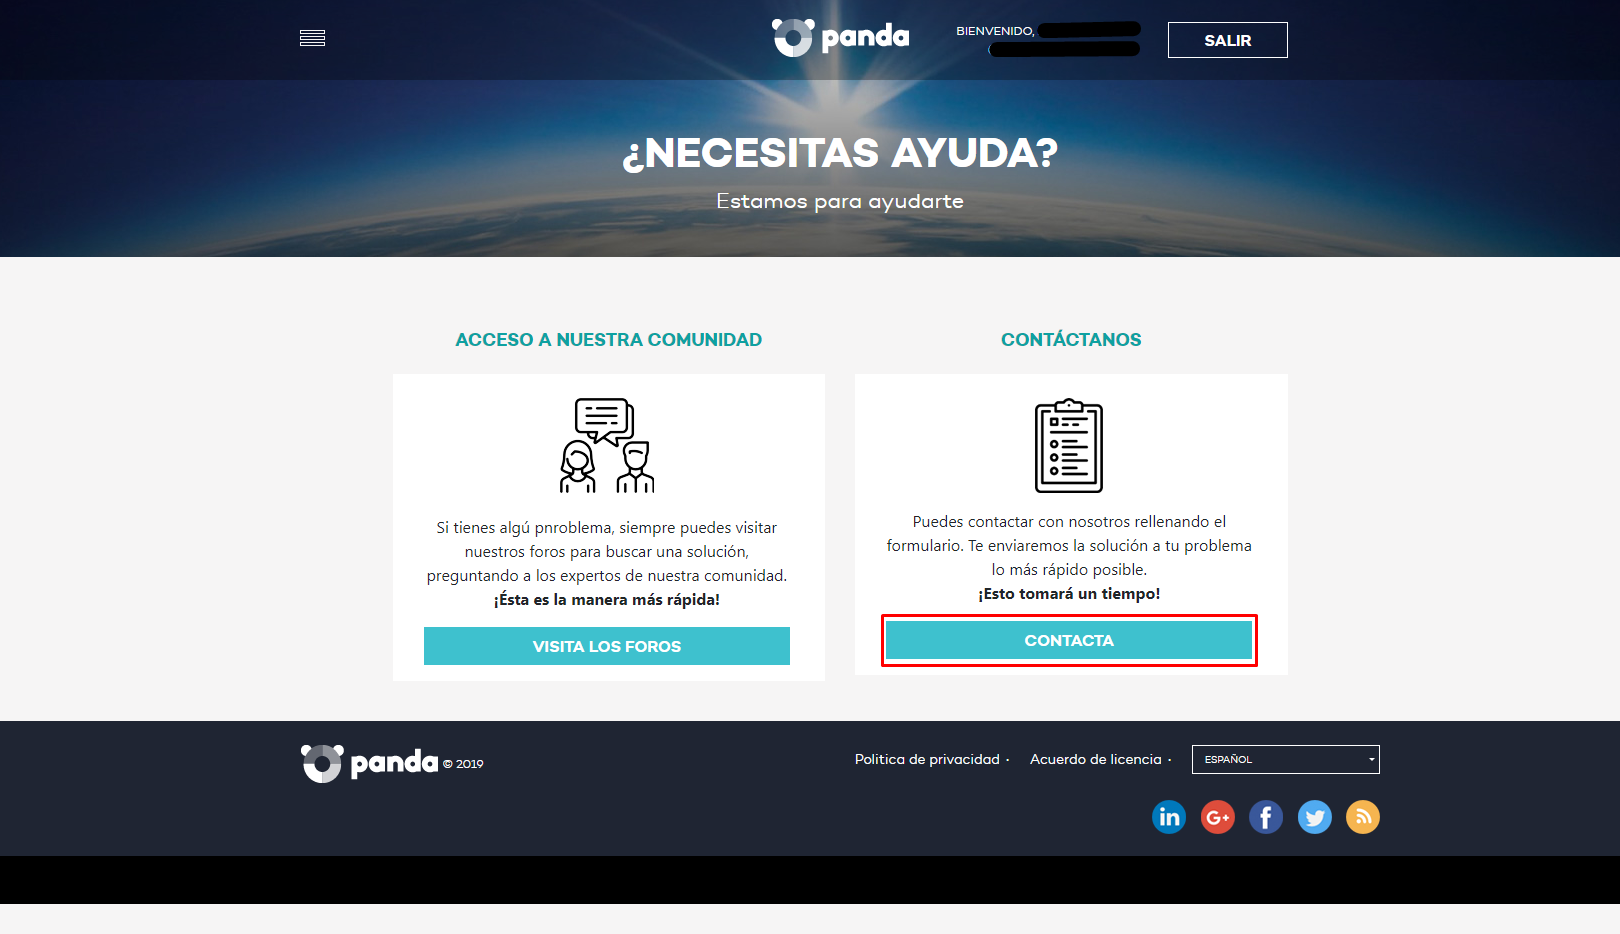 panda
BIENVENIDO,
SALIR
¿NECESITAS AYUDA?
Estamos para ayudarte
ACCESO A NUESTRA COMUNIDAD
Si tienes algú pnroblema, siempre puedes visitar
nuestros foros para buscar una solución,
preguntando a los expertos de nuestra comunidad.
¡Ésta es la manera más rápida!
VISITA LOS FOROS
CONTÁCTANOS
Puedes contactar con nosotros rellenando el
formulario. Te enviaremos la solución a tu problema
lo más rápido posible.
¡Esto tomará un tiempo!
CONTACTA
panda © 2019
Politica de privacidad · Acuerdo de licencia ·
ESPAÑOL
in G+ f